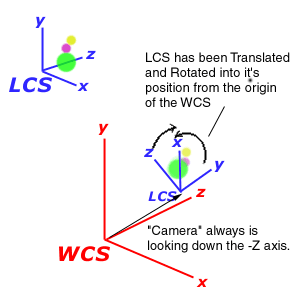 y
z
LCS
x
LCS has been Translated
and Rotated into it's
position from the origin
of the WCS
y
z
x
y
LCS
z
"Camera" always is
looking down the -Z axis.
WCS
x